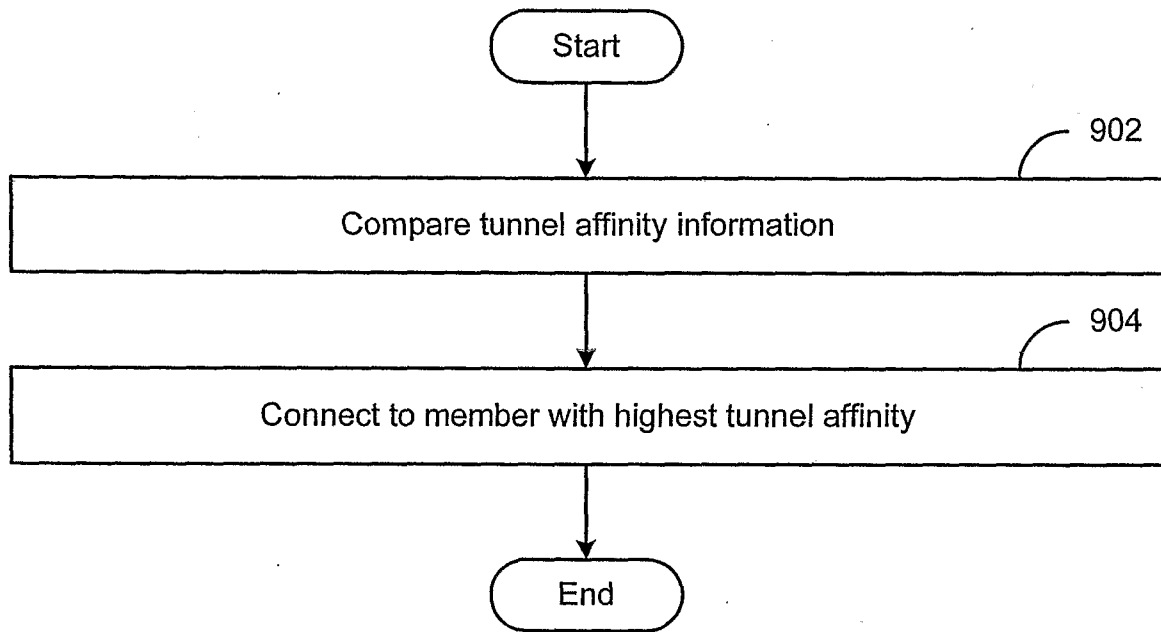 Start
902
Compare tunnel affinity information
904
Connect to member with highest tunnel affinity
End